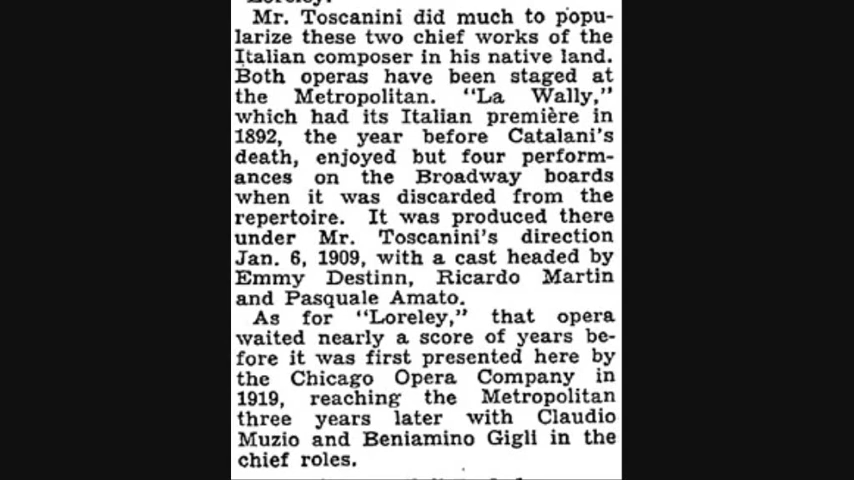 Mr. Toscanini did much to popu-
larize these two chief works of the
Italian composer in his native land.
Both operas have been staged at
the Metropolitan. "La Wally,"
which had its Italian première in
1892, the year before Catalani's
death, enjoyed but four perform-
ances on the Broadway boards
when it was discarded from the
repertoire. It was produced there
under Mr. Toscanini's direction
Jan. 6, 1909, with a cast headed by
Emmy Destinn, Ricardo Martin
and Pasquale Amato.
As for "Loreley," that opera
waited nearly a score of years be-
fore it was first presented here by
the Chicago Opera Company in
1919, reaching the Metropolitan
three years later with Claudio
Muzio and Beniamino Gigli in the
chief roles.